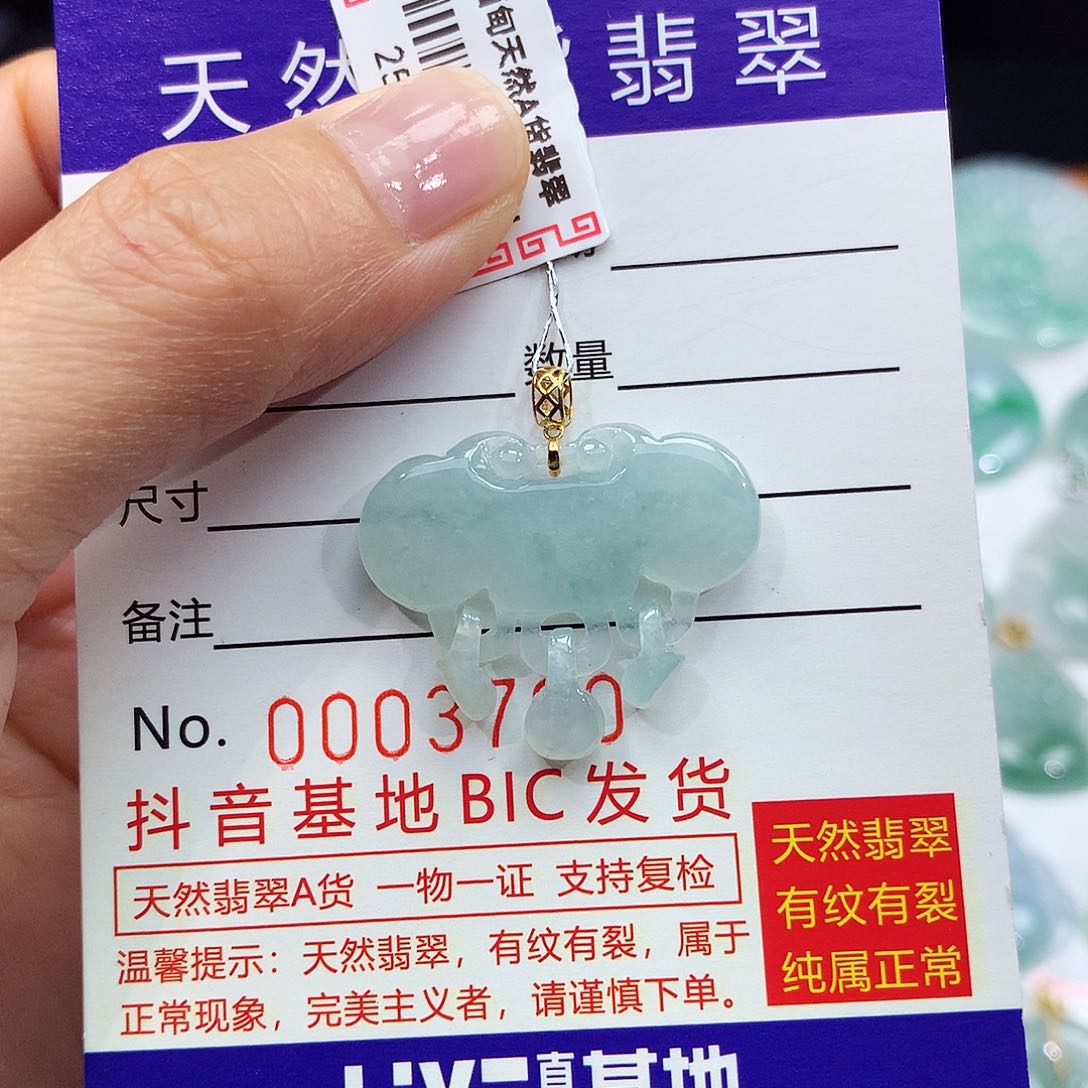 天然 翡翠
25
甸天然A货翡翠
数量
尺寸
备注
No. 0003700
抖音基地BIC发货
天然翡翠A货 一物一证 支持复检
温馨提示：天然翡翠，有纹有裂，属于
正常现象，完美主义者，请谨慎下单。
天然翡翠
有纹有裂
纯属正常
基地